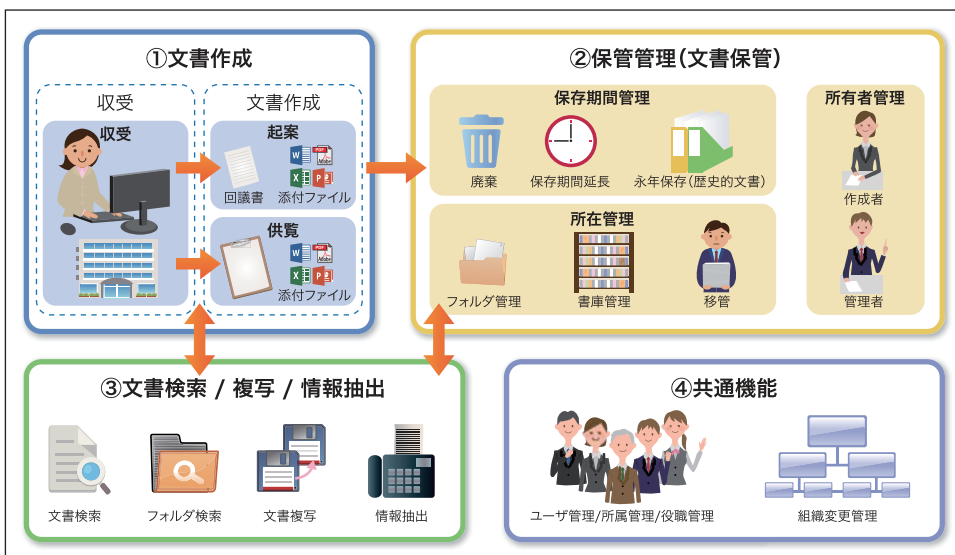 ①文書作成
収受
収受
文書作成
起案
W
PDF
Adobe
X
P
回議書
添付ファイル
供覧
W
PDF
Adobe
X
P
添付ファイル
②保管管理(文書保管)
保存期間管理
廃棄
保存期間延長
永年保存(歴史的文書)
所在管理
フォルダ管理
書庫管理
移管
所有者管理
作成者
管理者
③文書検索 / 複写 / 情報抽出
文書検索
フォルダ検索
文書複写
情報抽出
④共通機能
ユーザ管理/所属管理/役職管理
組織変更管理